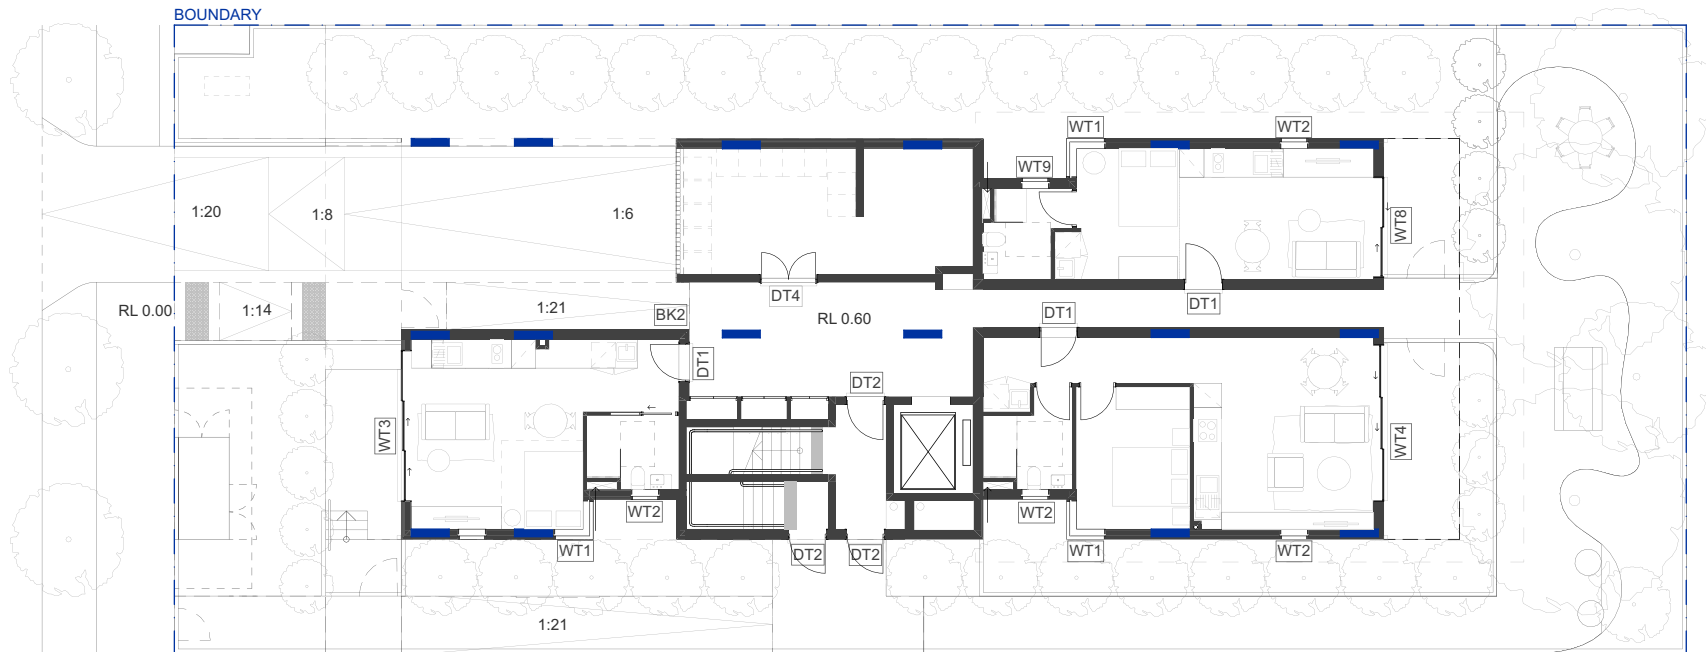 BOUNDARY
WT1
WT2
WT9
1:20
1:8
1:6
WT8
DT4
DT1
RL 0.00
1:14
1:21
BK2
RL 0.60
DT1
DT1
DT2
WT3
WT4
WT2
WT2
WT1
DT2
DT2
WT1
WT2
1:21